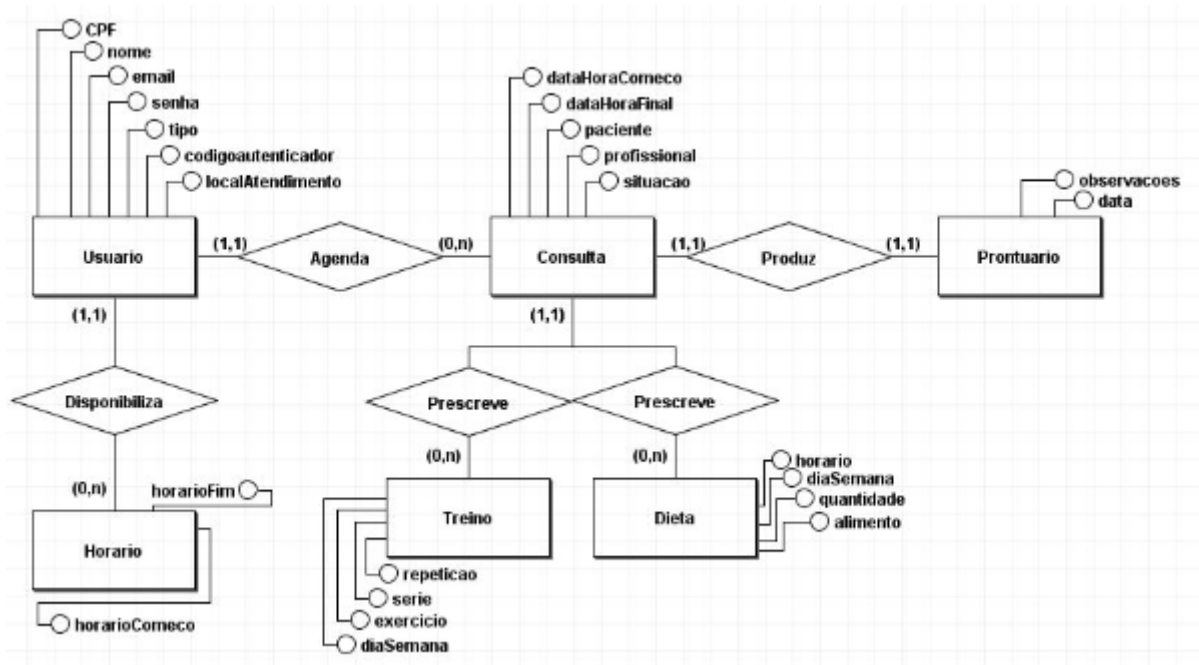 CPF
nome
email
senha
tipo
codigoautenticador
localAtendimento
dataHoraComeco
dataHoraFinal
paciente
profissional
situacao
observacoes
data
Usuario
(1,1)
Agenda
(0,n)
Consulta
(1,1)
Produz
(1,1)
Prontuario
(1,1)
(1,1)
Disponibiliza
Prescreve
Prescreve
(0,n)
horarioFim
Horario
horarioComeco
(0,n)
(0,n)
Treino
repeticao
serie
exercicio
diaSemana
Dieta
horario
diaSemana
quantidade
alimento